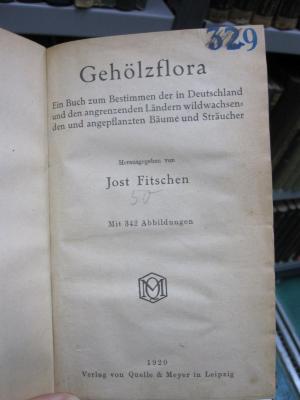 329
Gehölzflora
Ein Buch zum Bestimmen der in Deutschland
und den angrenzenden Ländern wildwachsen-
den und angepflanzten Bäume und Sträucher
Herausgegeben von
Jost Fitschen
50
Mit 342 Abbildungen
1920
Verlag von Quelle & Meyer in Leipzig